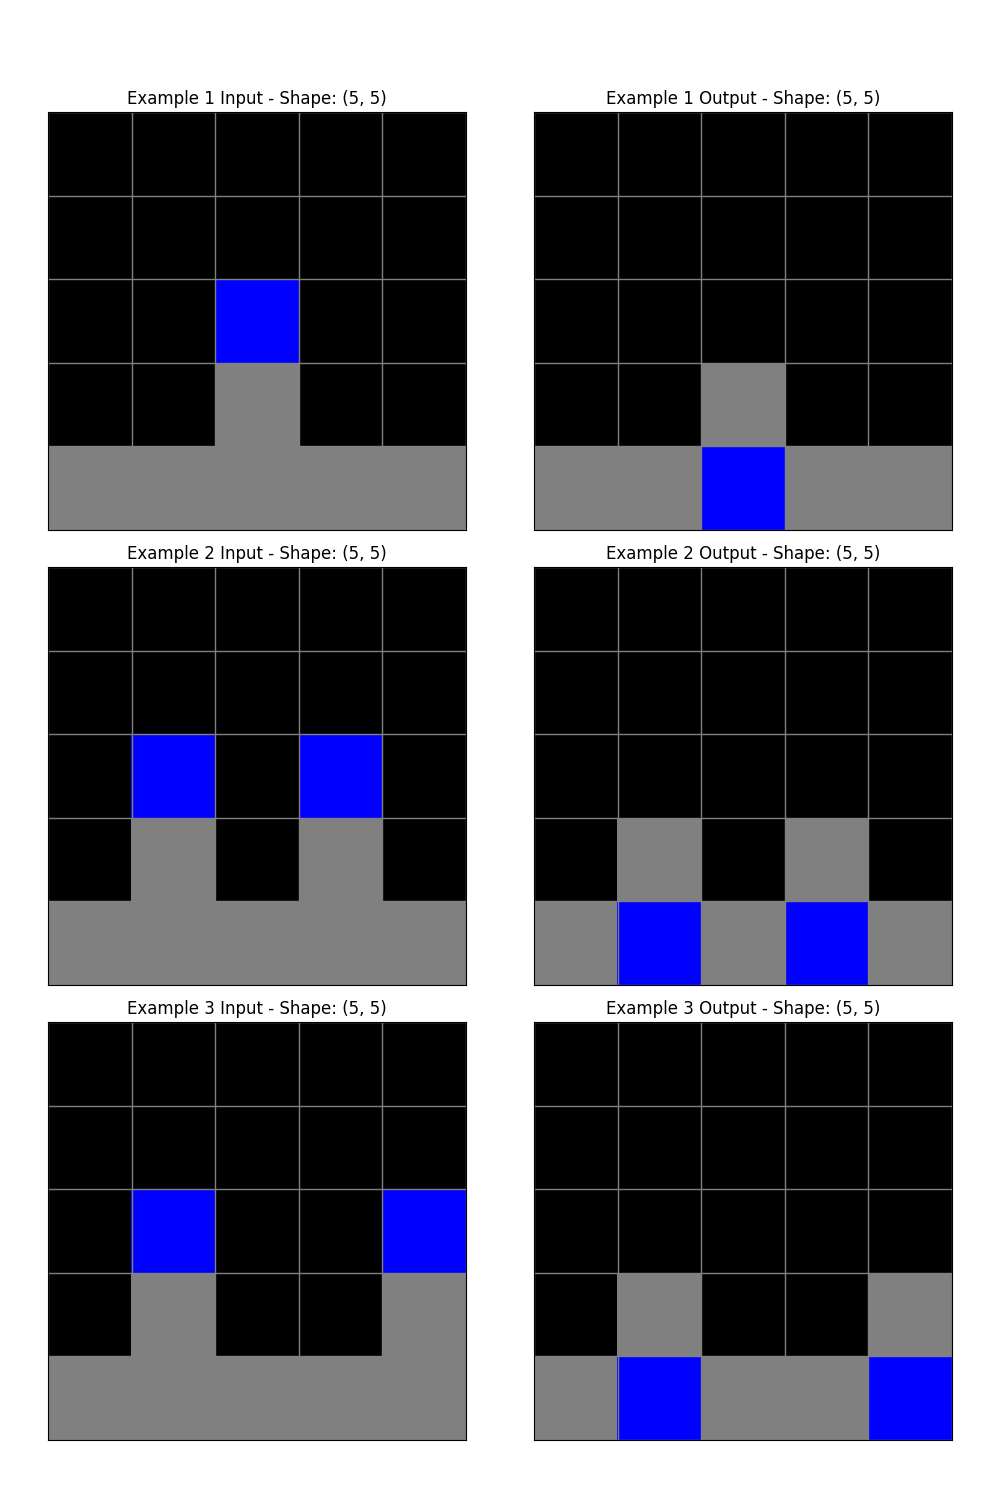 Example 1 Input - Shape: (5, 5)
Example 1 Output - Shape: (5, 5)
Example 2 Input - Shape: (5, 5)
Example 2 Output - Shape: (5, 5)
Example 3 Input - Shape: (5, 5)
Example 3 Output - Shape: (5, 5)